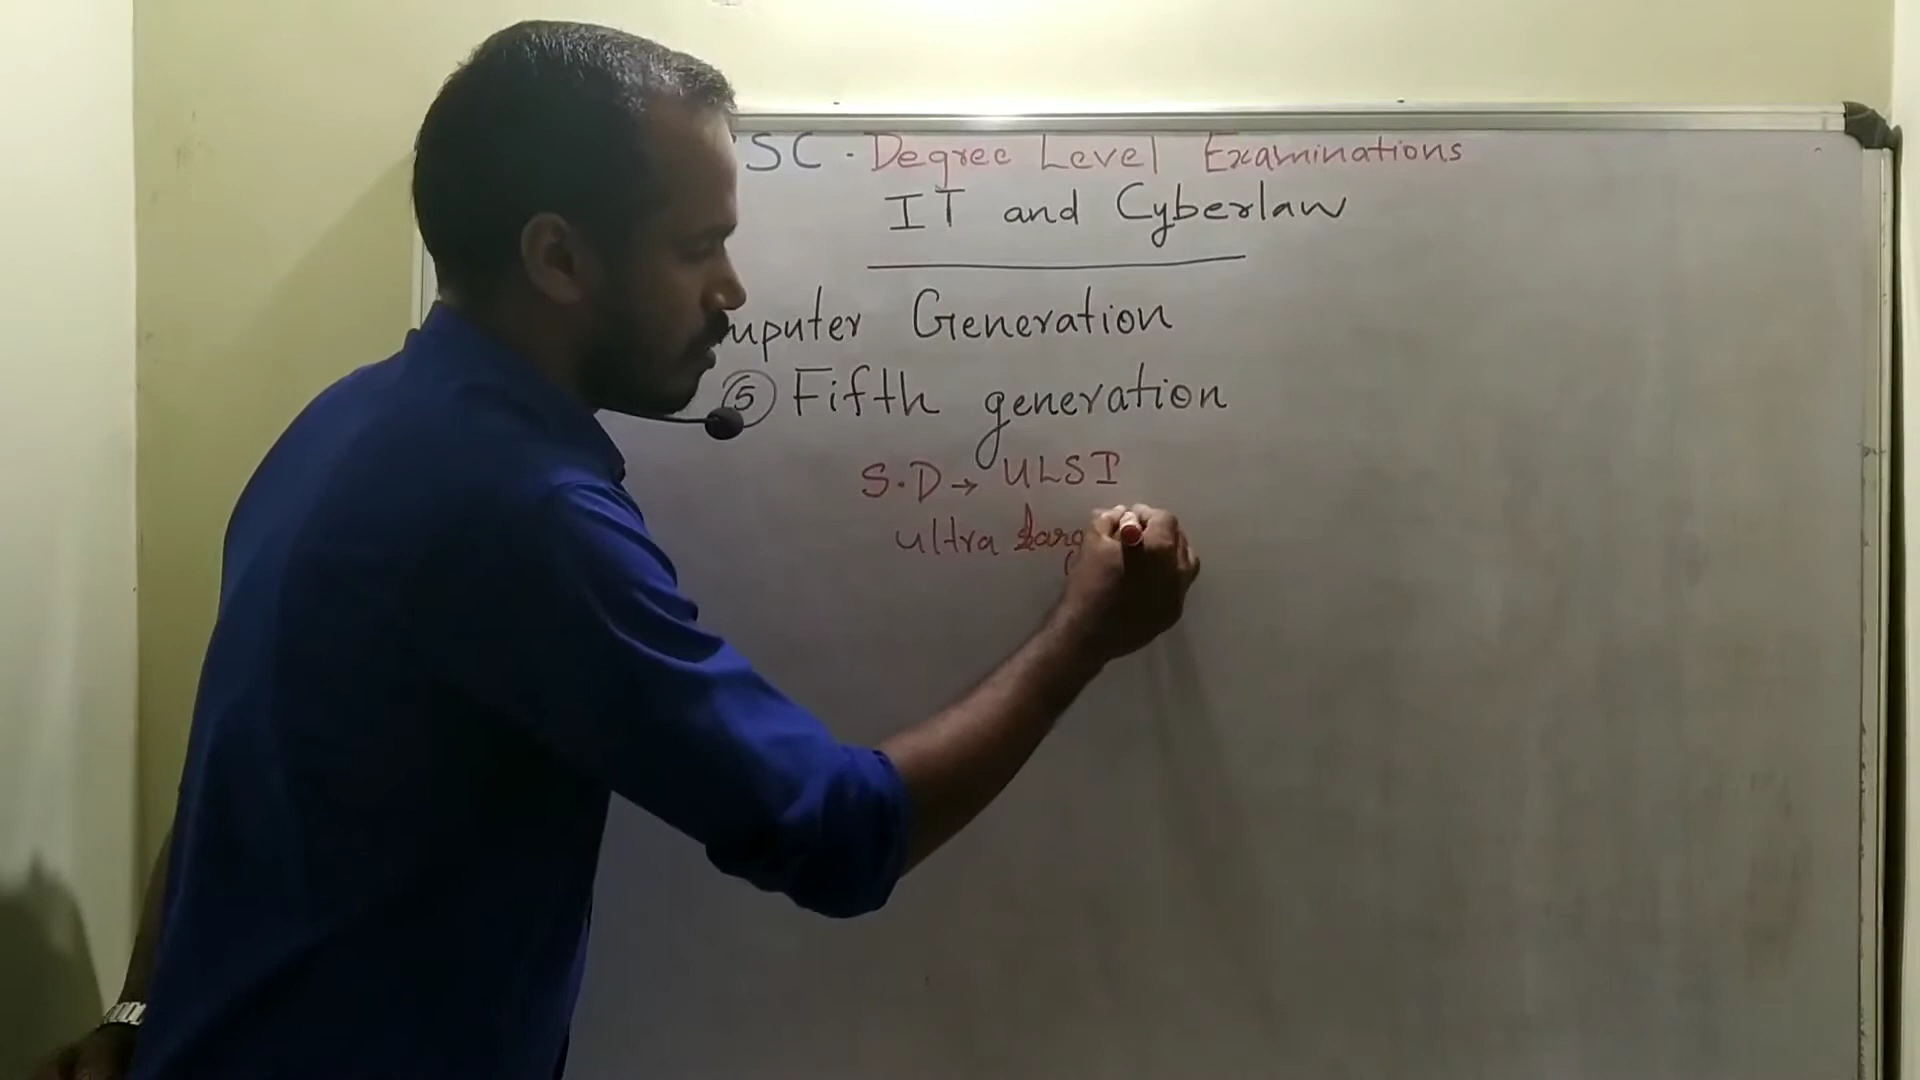 SC. Degree Level Examinations
IT and Cyberlaw
mputer Generation
⑤ Fifth generation
S.D → ULSI
ultra larg